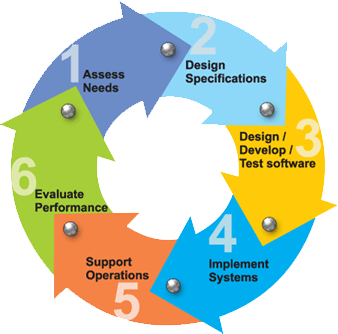 1
Assess
Needs
2
Design
Specifications
3
Design /
Develop /
Test software
4
Implement
Systems
5
Support
Operations
6
Evaluate
Performance